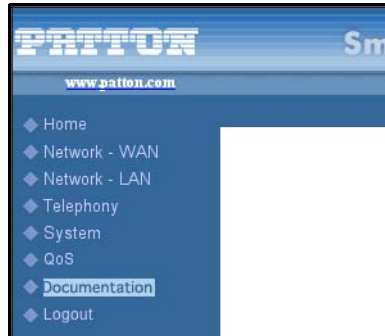 PATTON
Sm
www.patton.com
Home
Network - WAN
Network - LAN
Telephony
System
QoS
Documentation
Logout